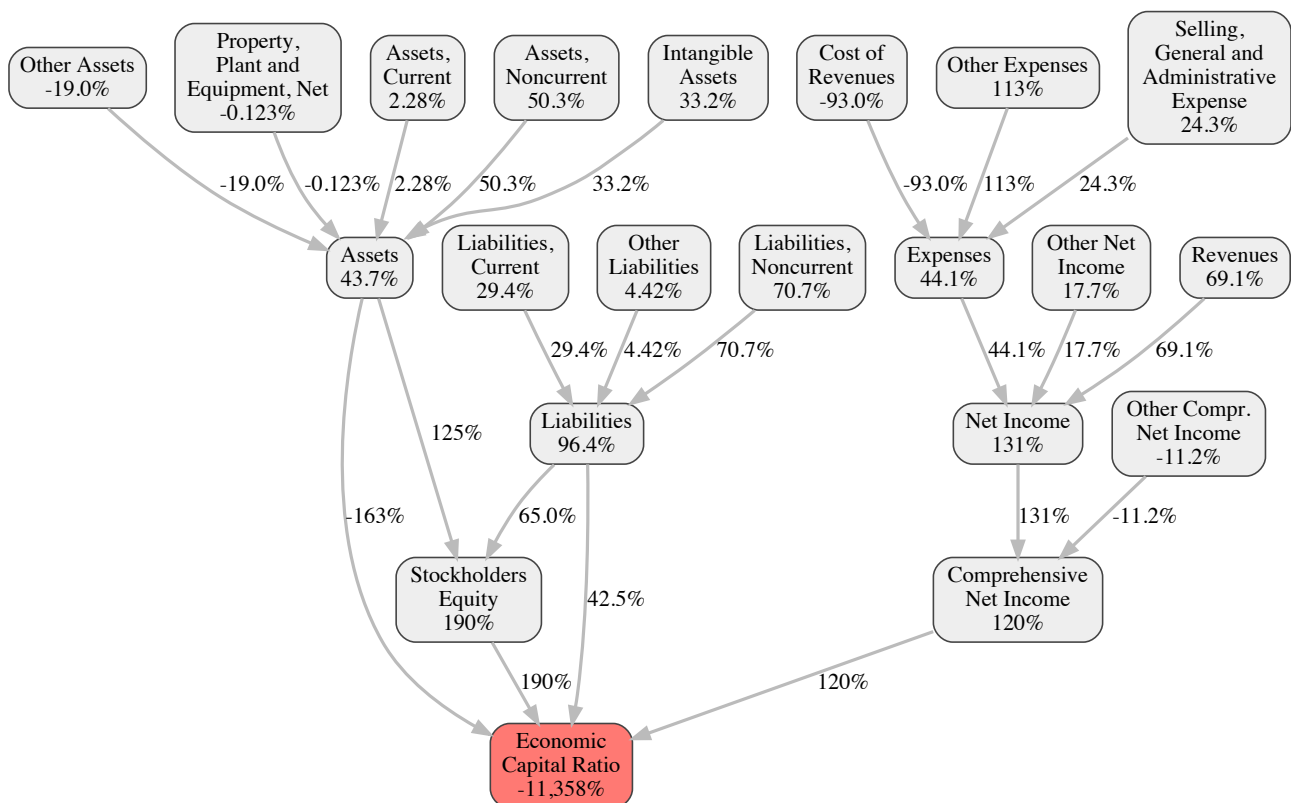 Other Assets
-19.0%
Property,
Plant and
Equipment, Net
-0.123%
Assets,
Current
2.28%
Assets,
Noncurrent
50.3%
Intangible
Assets
33.2%
Cost of
Revenues
-93.0%
Other Expenses
113%
Selling,
General and
Administrative
Expense
24.3%
-19.0%
-0.123%
2.28%
50.3%
33.2%
-93.0%
113%
24.3%
Assets
43.7%
Liabilities,
Current
29.4%
Other
Liabilities
4.42%
Liabilities,
Noncurrent
70.7%
Expenses
44.1%
Other Net
Income
17.7%
Revenues
69.1%
29.4%
4.42%
70.7%
44.1%
17.7%
69.1%
125%
Liabilities
96.4%
Net Income
131%
Other Compr.
Net Income
-11.2%
-163%
65.0%
131%
-11.2%
Stockholders
Equity
190%
42.5%
Comprehensive
Net Income
120%
190%
120%
Economic
Capital Ratio
-11,358%